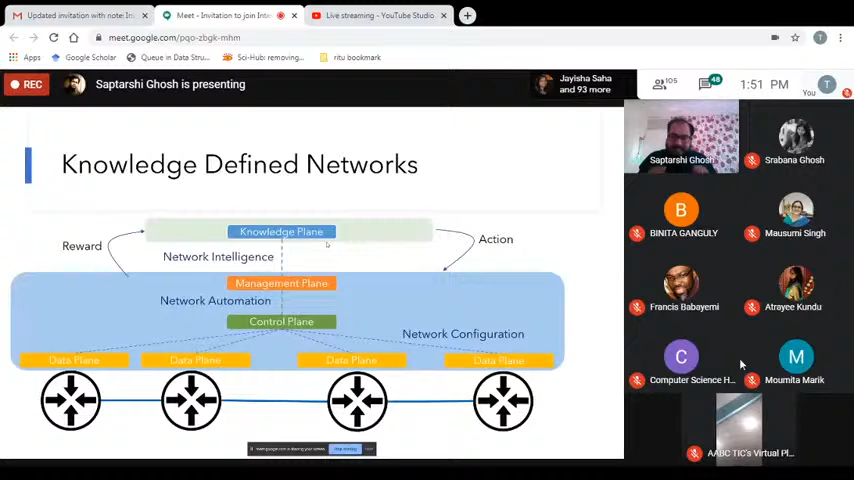 Updated invitation with note: In
Meet - Invitation to join Inte
Live streaming - YouTube Studio
meet.google.com/pqo-zbgk-mhm
T
Apps
Google Scholar
Queue in Data Stru...
Sci-Hub: removing...
ritu bookmark
REC
Saptarshi Ghosh is presenting
Jayisha Saha
and 93 more
105
48
1:51 PM
T
You
Knowledge Defined Networks
Knowledge Plane
Reward
Action
Network Intelligence
Management Plane
Network Automation
Control Plane
Network Configuration
Data Plane
Data Plane
Data Plane
Data Plane
Saptarshi Ghosh
Srabana Ghosh
B
BINITA GANGULY
Mausumi Singh
Francis Babayemi
Atrayee Kundu
C
Computer Science H...
M
Moumita Marik
AABC TIC's Virtual Pl...